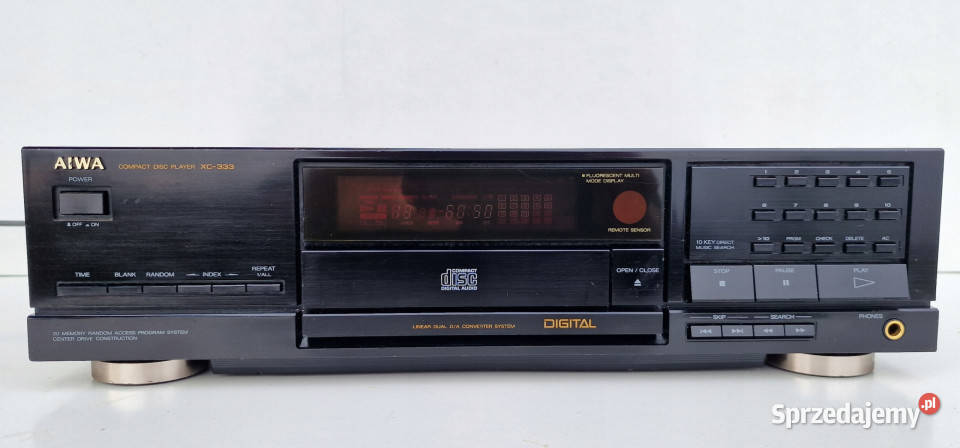 AIWA COMPACT DISC PLAYER XC-333
POWER
OFF ON
TIME BLANK RANDOM INDEX REPEAT
1/ALL
20 MEMORY RANDOM ACCESS PROGRAM SYSTEM
CENTER DRIVE CONSTRUCTION
FLUORESCENT MULTI
MODE DISPLAY
REMOTE SENSOR
COMPACT
disc
DIGITAL AUDIO
OPEN / CLOSE
LINEAR DUAL D/A CONVERTER SYSTEM DIGITAL
1 2 3 4 5
6 7 8 9 10
10 KEY DIRECT
MUSIC SEARCH
>10 PRGM CHECK DELETE AC
STOP PAUSE PLAY
SKIP SEARCH PHONES
Sprzedajemy.pl